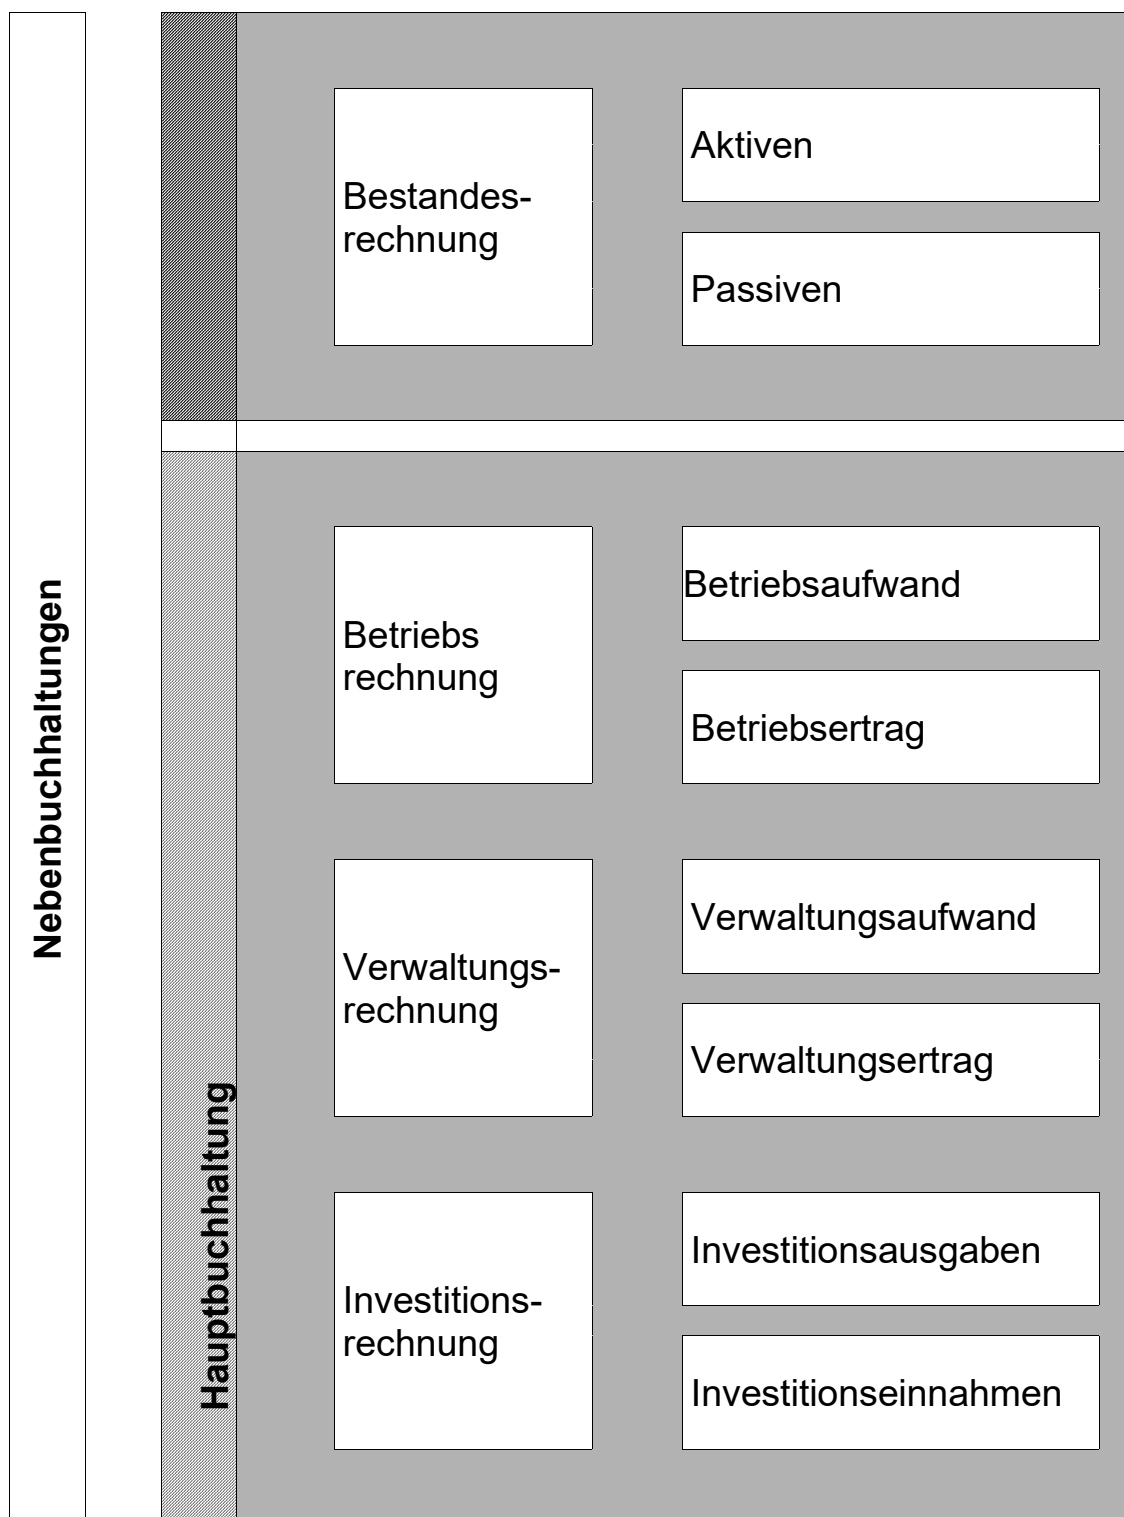 Nebenbuchhaltungen
Hauptbuchhaltung
Bestandes-
rechnung
Aktiven
Passiven
Betriebs
rechnung
Betriebsaufwand
Betriebsertrag
Verwaltungs-
rechnung
Verwaltungsaufwand
Verwaltungsertrag
Investitions-
rechnung
Investitionsausgaben
Investitionseinnahmen